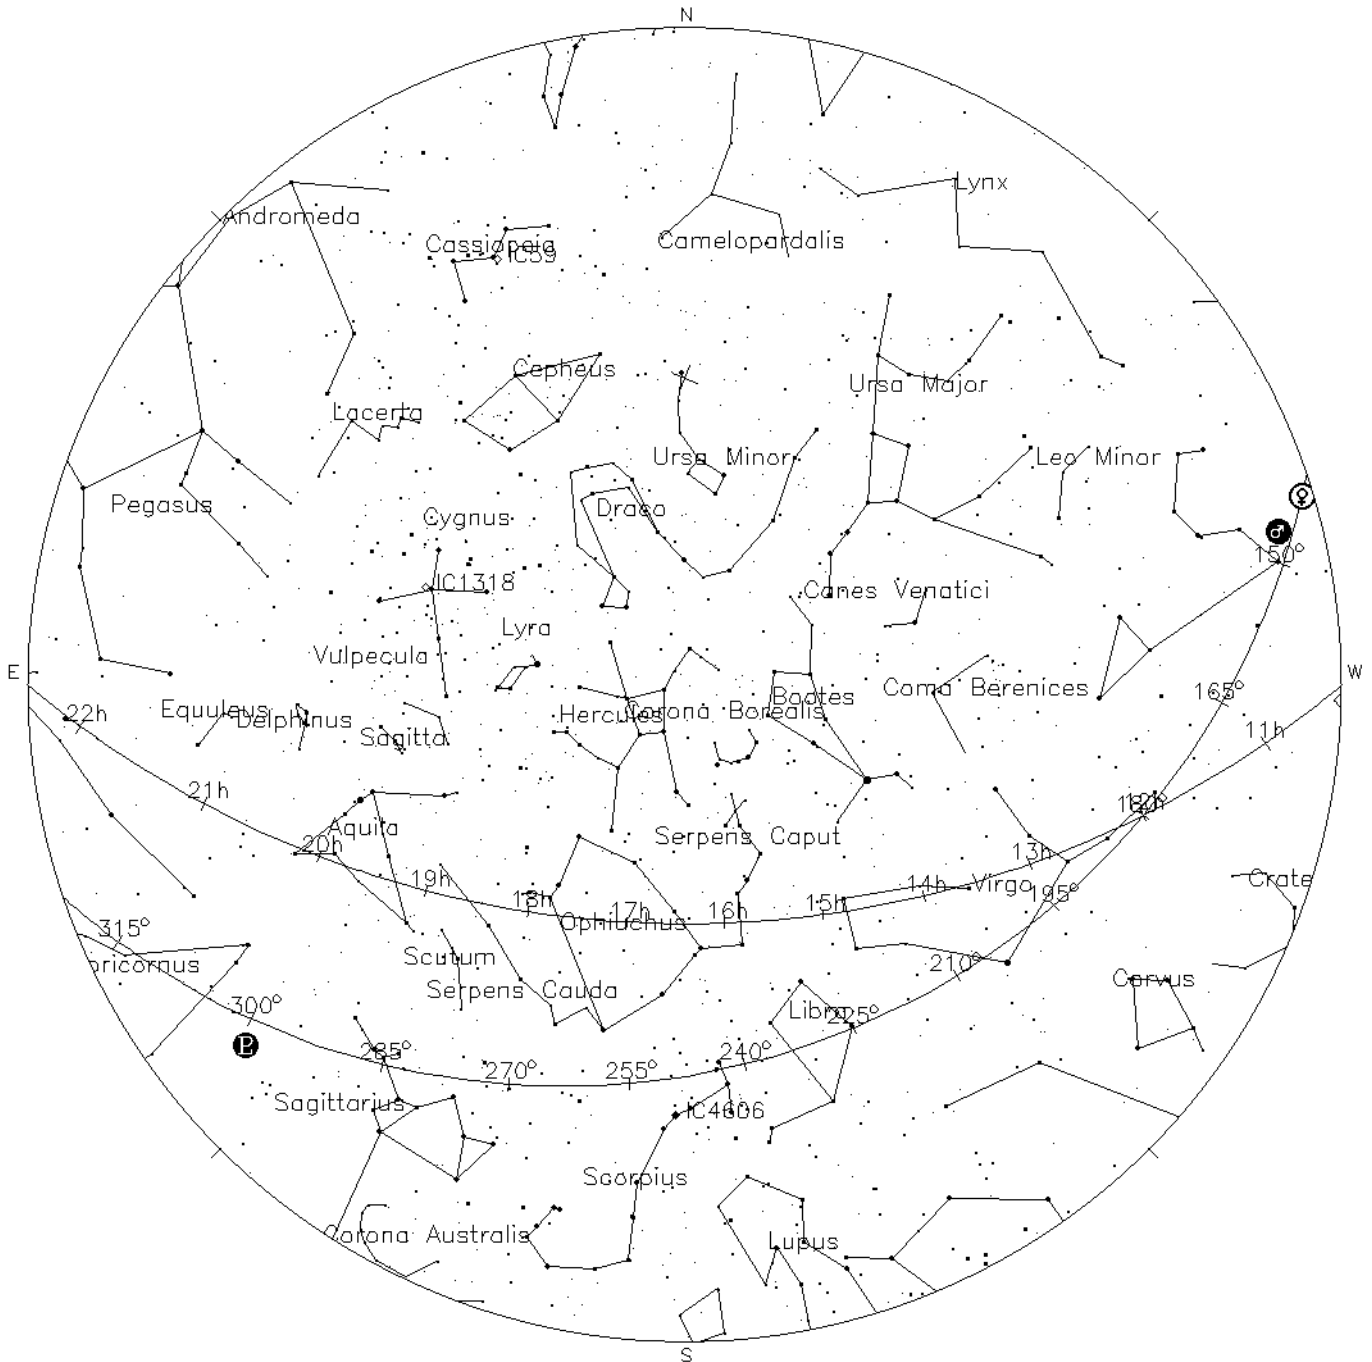 N
Lynx
Andromeda
Cassiopeia
IC59
Camelopardalis
Cepheus
Ursa Major
Lacerta
Ursa Minor
Leo Minor
Pegasus
Draco
Cygnus
♀
♂
150°
IC1318
Canes Venatici
Lyra
Vulpecula
E
W
Coma Berenices
165°
Bootes
Equuleus
Delphinus
Hercules
Corona Borealis
22h
Sagitta
11h
21h
12h
Aquila
Serpens Caput
20h
13h
19h
14h
Virgo
Crate
195°
18h
17h
16h
15h
Ophiuchus
315°
pricornus
Scutum
210°
Corvus
Serpens Cauda
300°
Libra
225°
♇
285°
270°
255°
240°
Sagittarius
IC4606
Scorpius
Corona Australis
Lupus
S